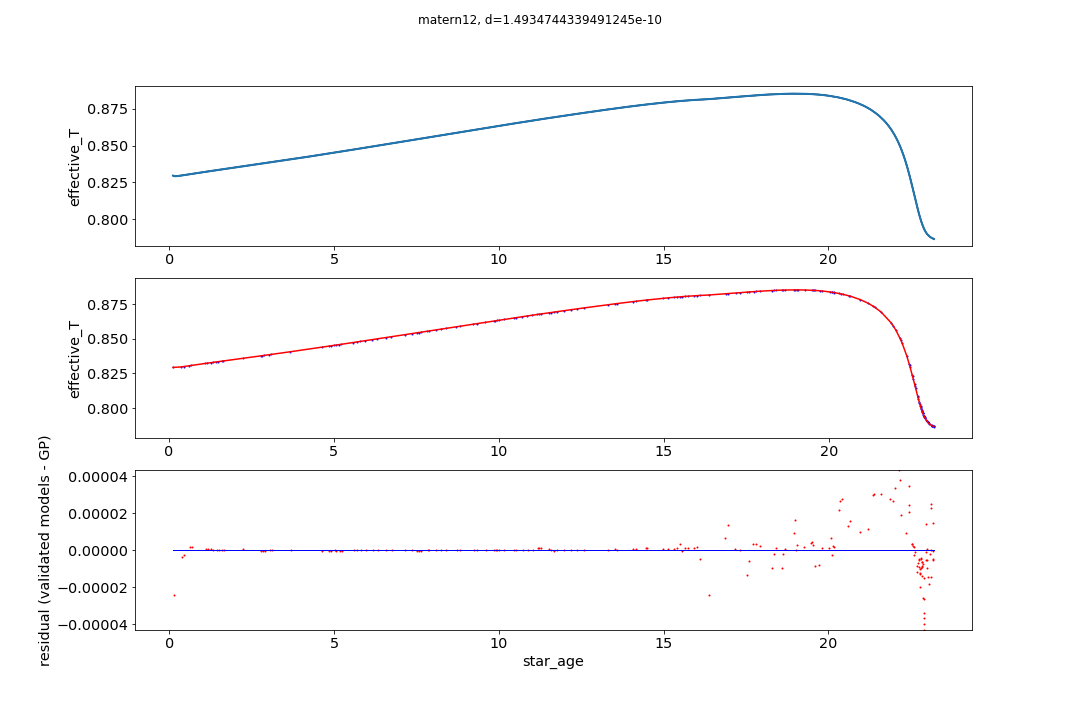 matern12, d=1.4934744339491245e-10
0.875
0.850
0.825
0.800
effective_T
0 5 10 15 20
0.875
0.850
0.825
0.800
effective_T
0 5 10 15 20
0.00004
0.00002
0.00000
−0.00002
−0.00004
residual (validated models - GP)
0 5 10 15 20
star_age